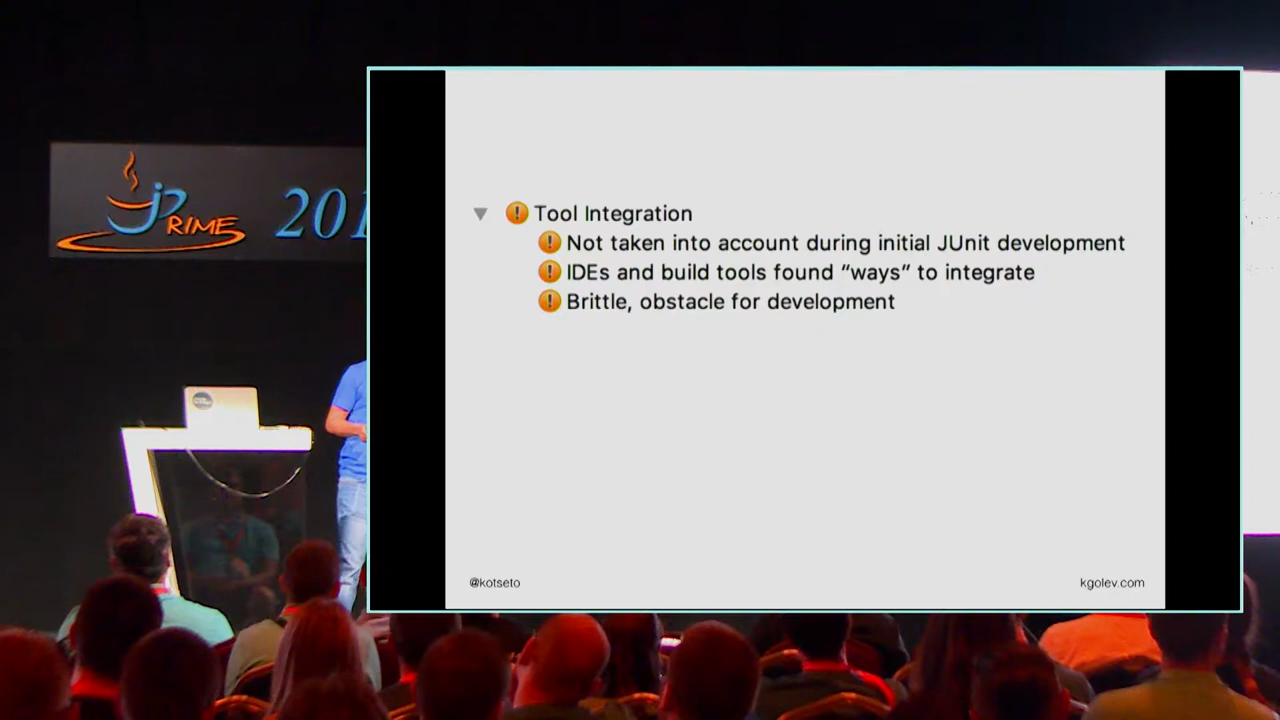 jPRIME 201
Tool Integration
Not taken into account during initial JUnit development
IDEs and build tools found “ways” to integrate
Brittle, obstacle for development
@kotseto
kgolev.com